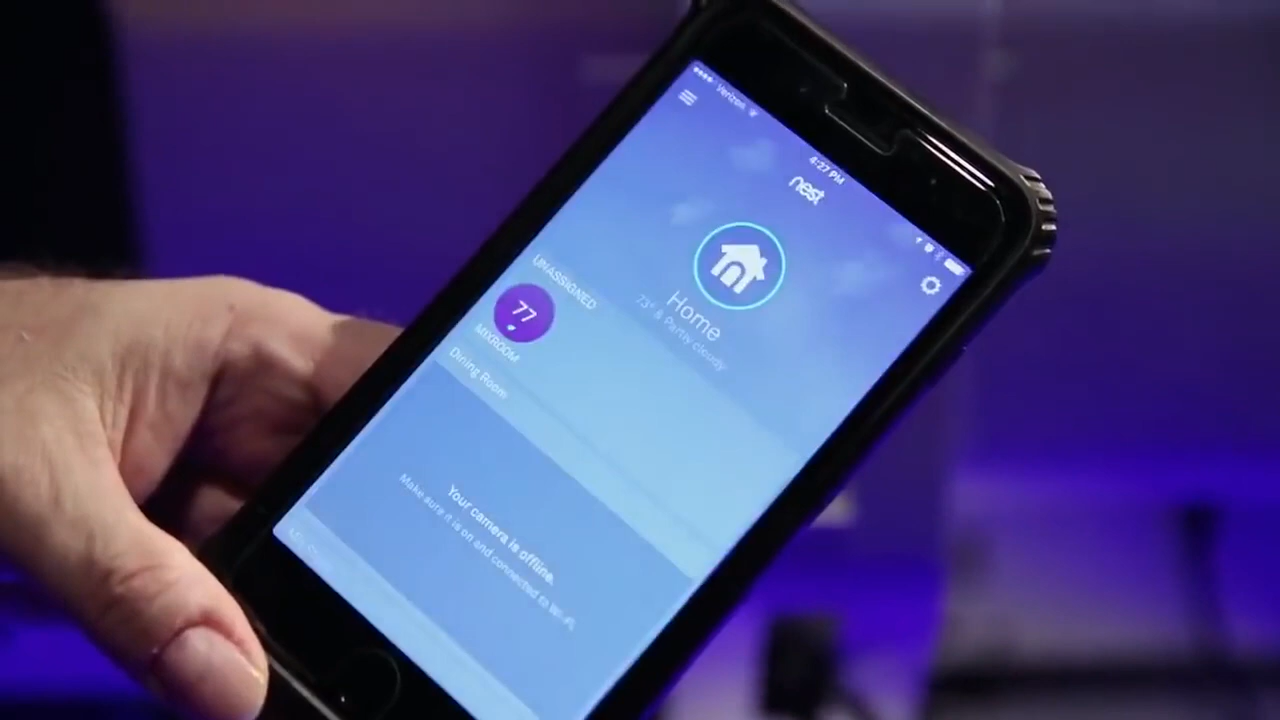 Verizon
4:27 PM
nest
Home
73° & Partly cloudy
UNASSIGNED
77
MIXROOM
Dining Room
Your camera is offline.
Make sure it is on and connected to Wi-Fi.